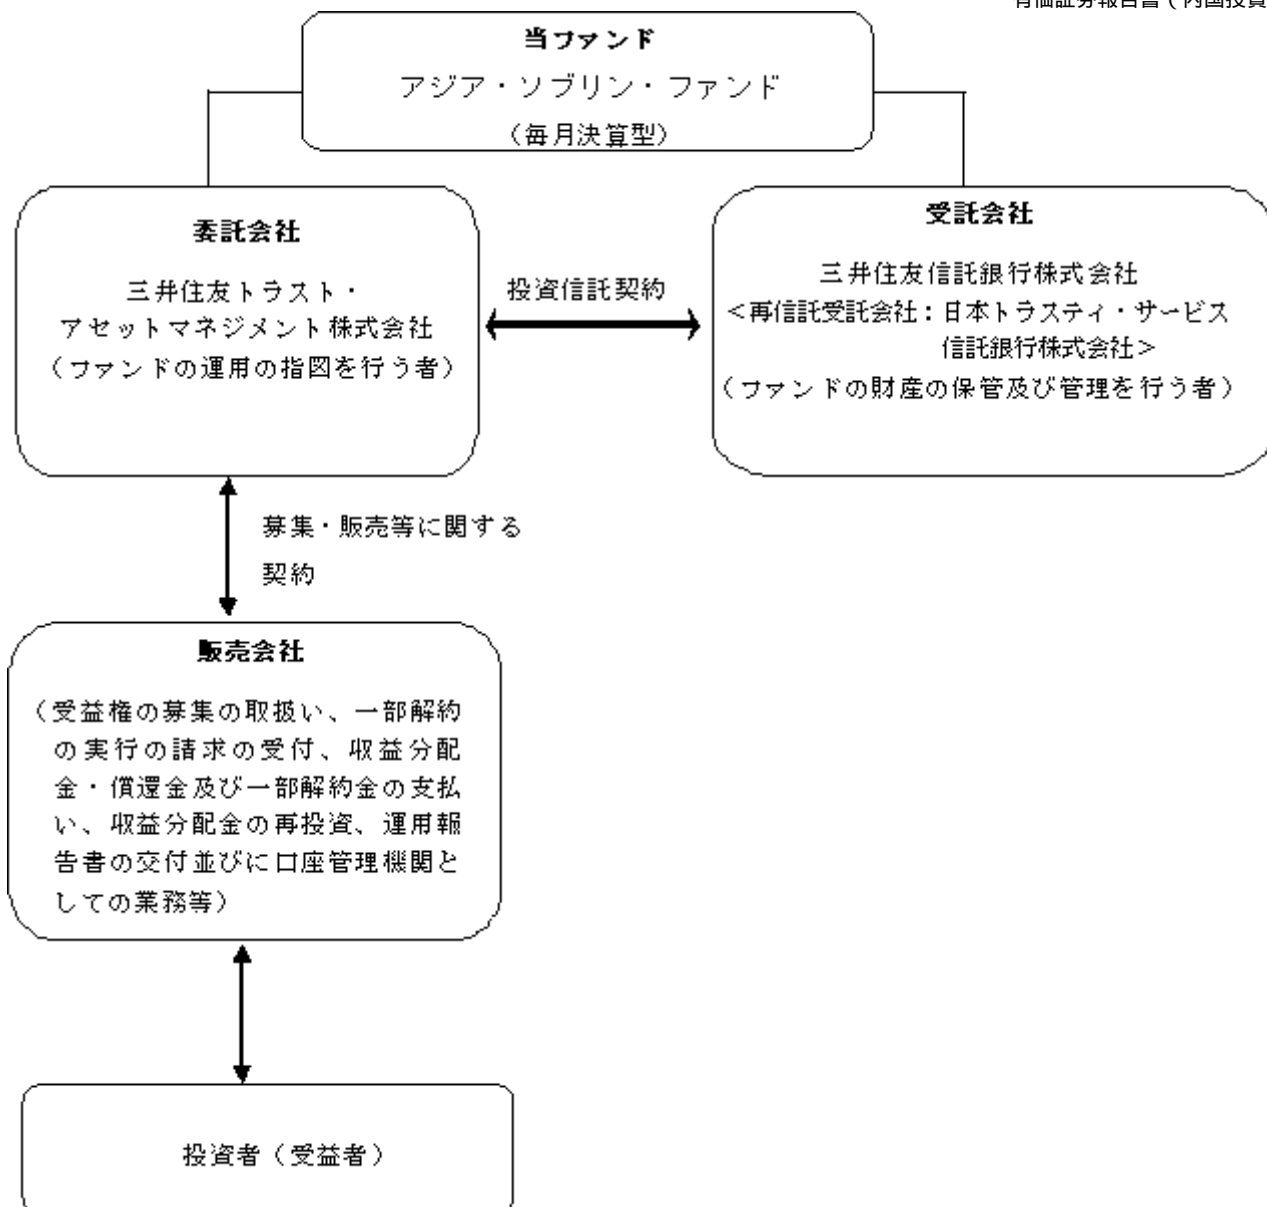 有価証券報告書（内国投資
当ファンド
アジア・ソブリン・ファンド
（毎月決算型）
委託会社
三井住友トラスト・
アセットマネジメント株式会社
（ファンドの運用の指図を行う者）
投資信託契約
受託会社
三井住友信託銀行株式会社
＜再信託受託会社：日本トラスティ・サービス
信託銀行株式会社＞
（ファンドの財産の保管及び管理を行う者）
募集・販売等に関する
契約
販売会社
（受益権の募集の取扱い、一部解約
の実行の請求の受付、収益分配
金・償還金及び一部解約金の支払
い、収益分配金の再投資、運用報
告書の交付並びに口座管理機関と
しての業務等）
投資者（受益者）